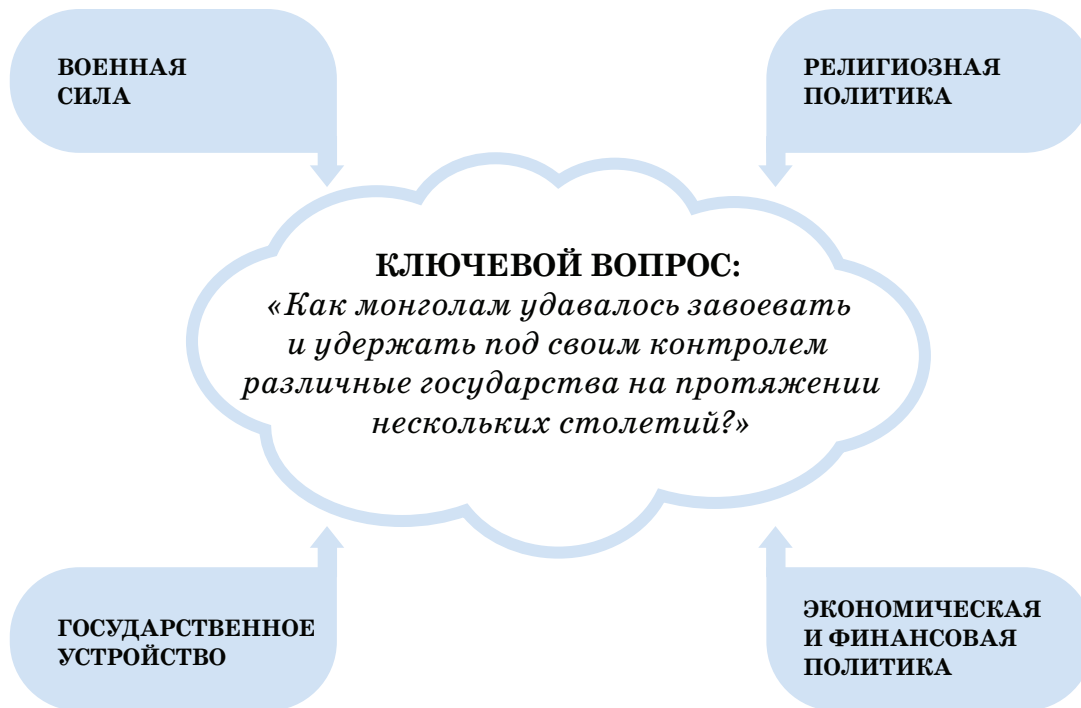 ВОЕННАЯ
СИЛА
РЕЛИГИОЗНАЯ
ПОЛИТИКА
КЛЮЧЕВОЙ ВОПРОС:
«Как монголам удавалось завоевать
и удержать под своим контролем
различные государства на протяжении
нескольких столетий?»
ГОСУДАРСТВЕННОЕ
УСТРОЙСТВО
ЭКОНОМИЧЕСКАЯ
И ФИНАНСОВАЯ
ПОЛИТИКА